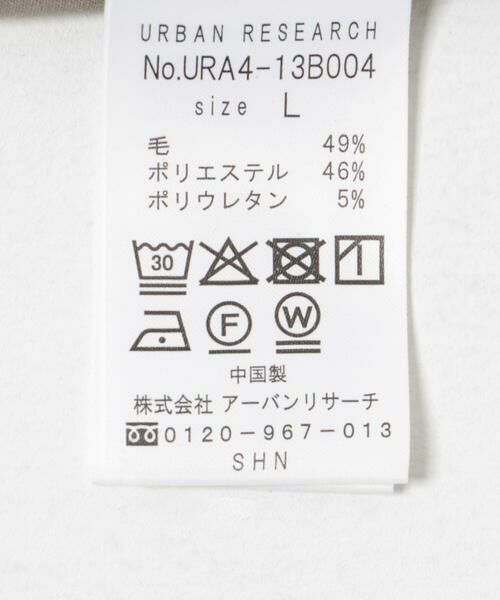 URBAN RESEARCH
No.URA4-13B004
size L
毛 49%
ポリエステル 46%
ポリウレタン 5%
30
F W
中国製
株式会社 アーバンリサーチ
0120-967-013
SHN